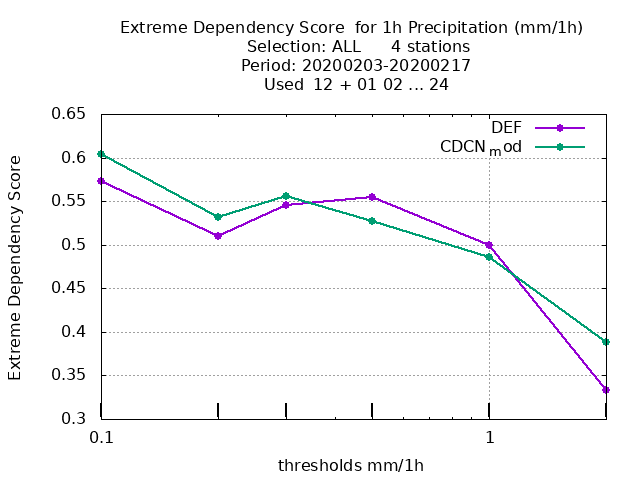 Extreme Dependency Score  for 1h Precipitation (mm/1h)
Selection: ALL      4 stations
Period: 20200203-20200217
Used  12 + 01 02 ... 24
DEF
CDCNmod
0.65
0.6
0.55
0.5
0.45
0.4
0.35
0.3
Extreme Dependency Score
0.1
1
thresholds mm/1h